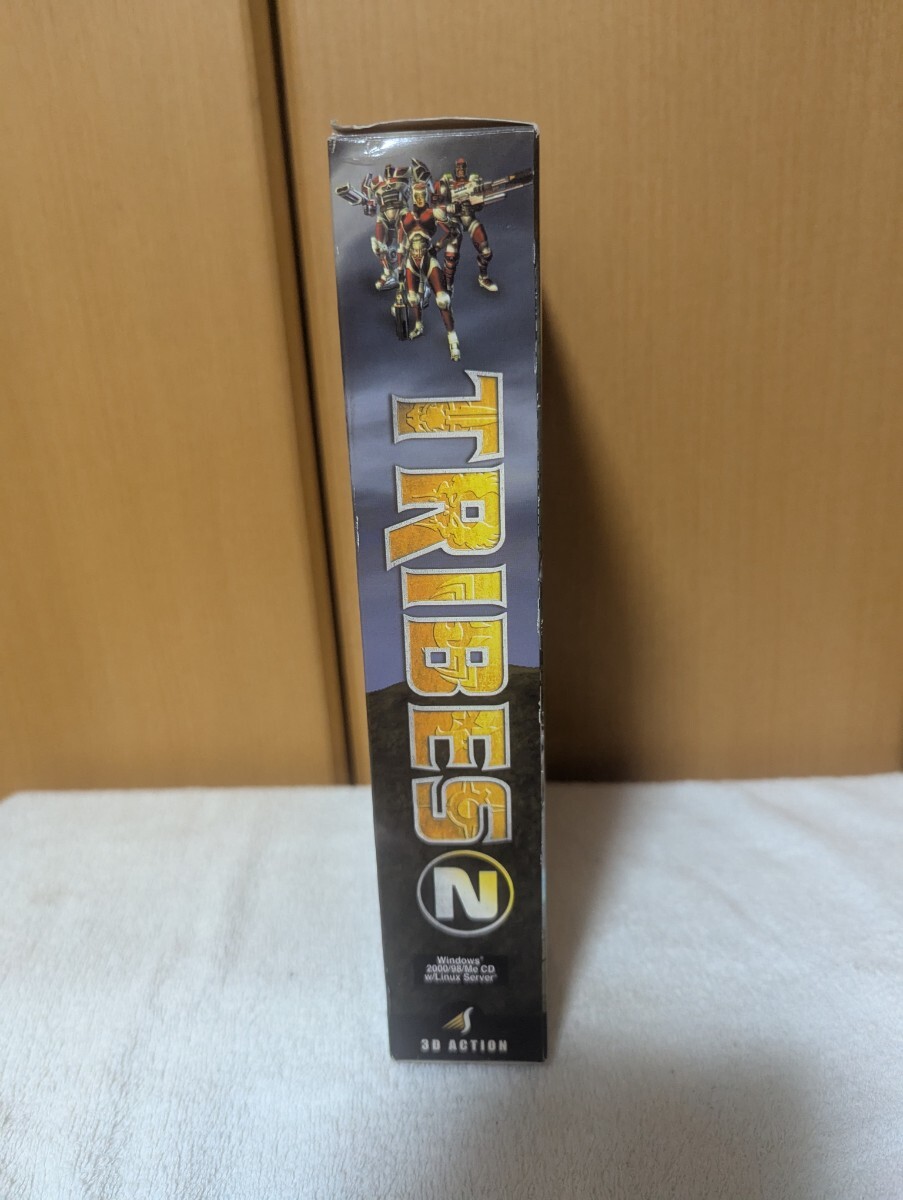 TRIBES 2
Windows®
2000/98/Me CD
w/Linux Server*
3D ACTION